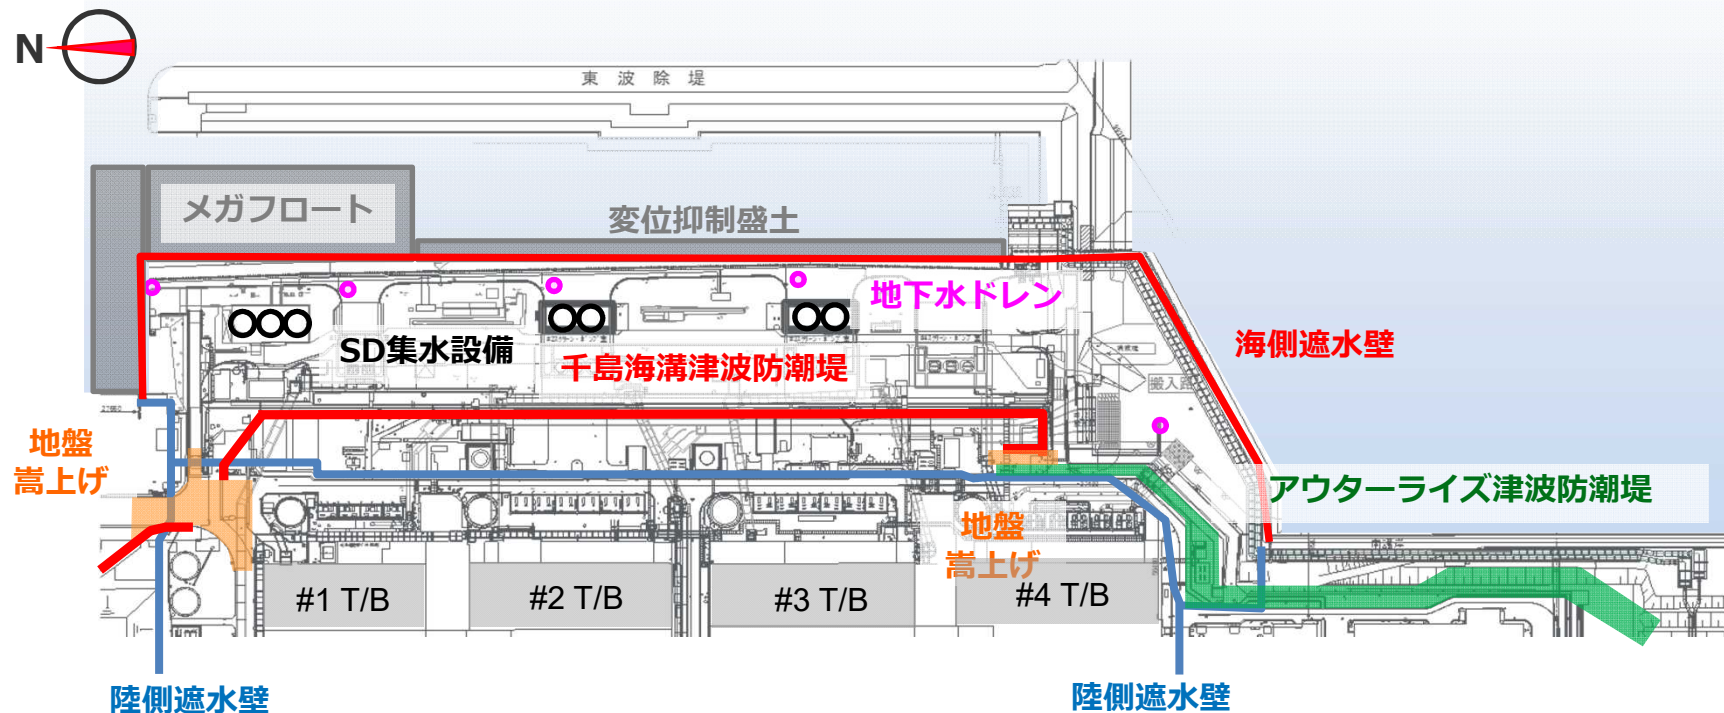 N
東波除堤
メガフロート
変位抑制盛土
地下水ドレン
SD集水設備
千島海溝津波防潮堤
海側遮水壁
搬入路
地盤
嵩上げ
アウターライズ津波防潮堤
地盤
嵩上げ
#1 T/B
#2 T/B
#3 T/B
#4 T/B
陸側遮水壁
陸側遮水壁